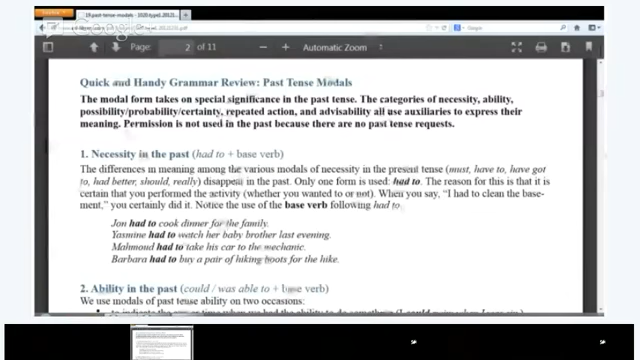 Page: 2 of 11
Automatic Zoom
Quick and Handy Grammar Review: Past Tense Modals
The modal form takes on special significance in the past tense. The categories of necessity, ability,
possibility/probability/certainty, repeated action, and advisability all use auxiliaries to express their
meaning. Permission is not used in the past because there are no past tense requests.
1. Necessity in the past (had to + base verb)
The differences in meaning among the various modals of necessity in the present tense (must, have to, have got
to, had better, should, really) disappear in the past. Only one form is used: had to. The reason for this is that it is
certain that you performed the activity (whether you wanted to or not). When you say, "I had to clean the base-
ment," you certainly did it. Notice the use of the base verb following had to.
Jon had to cook dinner for the family.
Yasmine had to watch her baby brother last evening.
Mahmoud had to take his car to the mechanic.
Barbara had to buy a pair of hiking boots for the hike.
2. Ability in the past (could / was able to + base verb)
We use modals of past tense ability on two occasions: